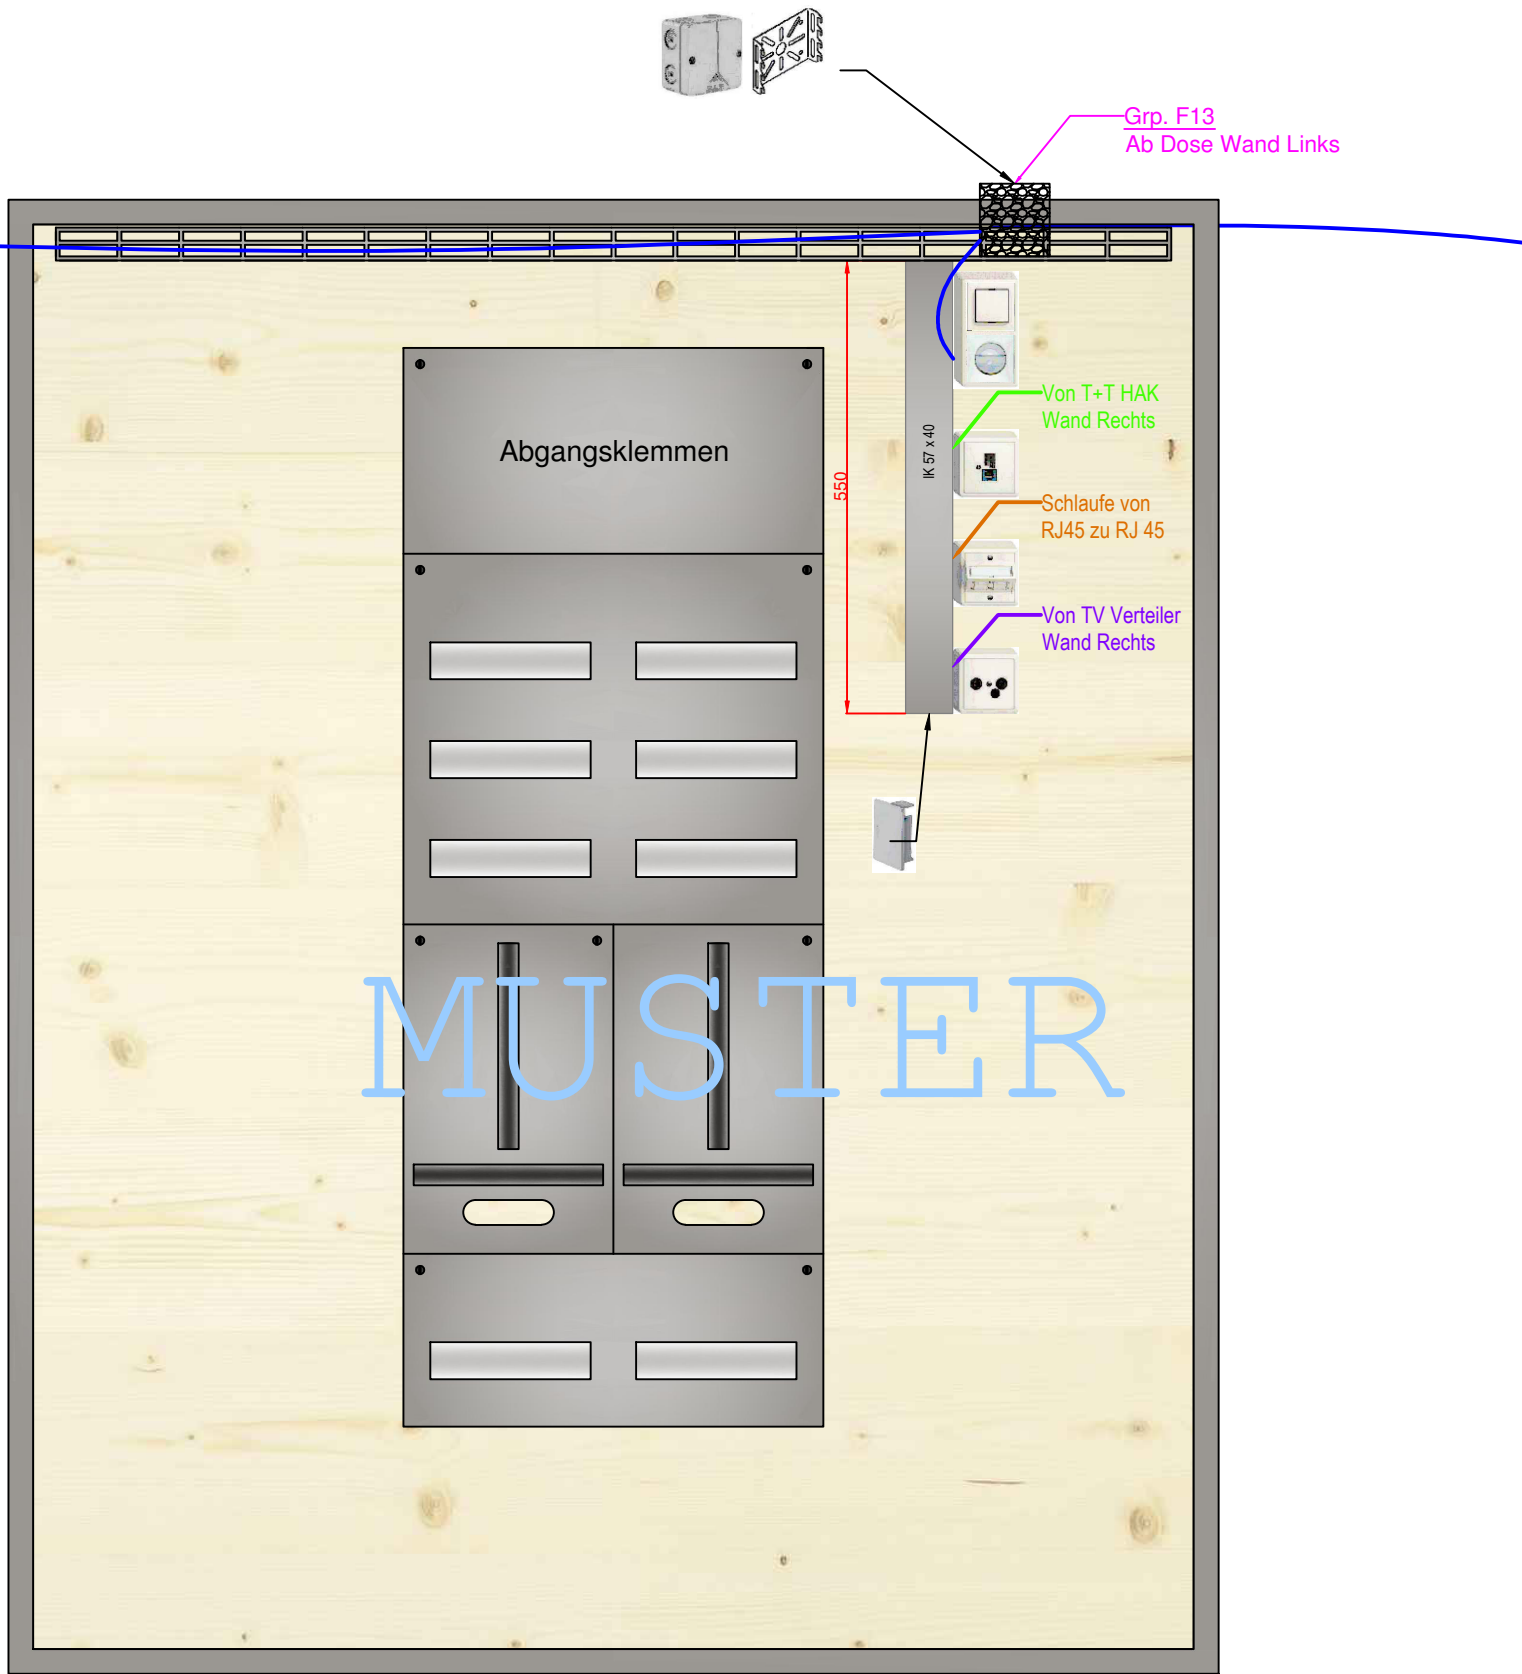 Grp. F13
Ab Dose Wand Links
Abgangsklemmen
550
IK 57 x 40
Von T+T HAK
Wand Rechts
Schlaufe von
RJ45 zu RJ 45
Von TV Verteiler
Wand Rechts
MUSTER